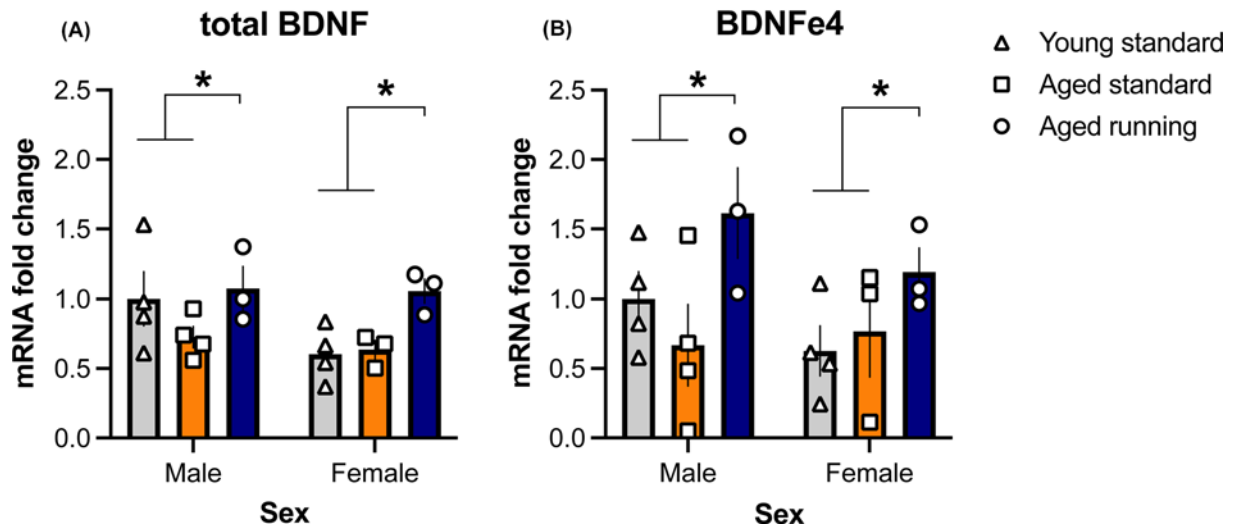 (A) total BDNF
mRNA fold change
2.5
2.0
1.5
1.0
0.5
0.0
* *
Male Female
Sex
(B) BDNFe4
mRNA fold change
2.5
2.0
1.5
1.0
0.5
0.0
* *
Male Female
Sex
Young standard
Aged standard
Aged running